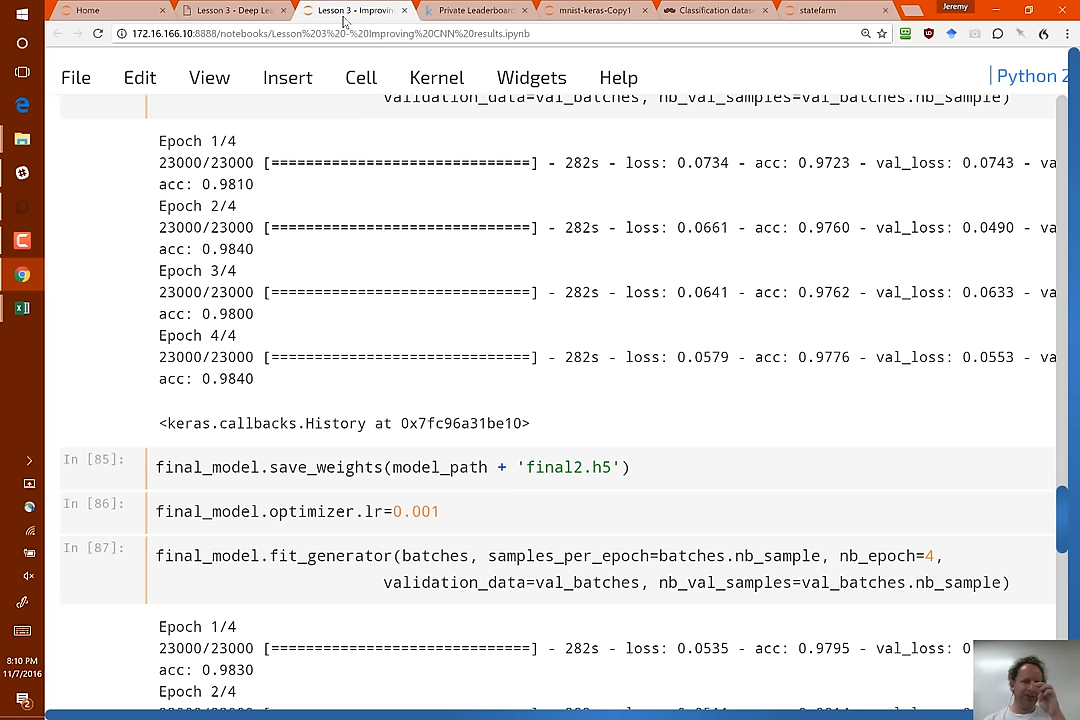 Home
Lesson 3 - Deep Lea
Lesson 3 - Improvin
Private Leaderboard
mnist-keras-Copy1
Classification datase
statefarm
Jeremy
172.16.166.10:8888/notebooks/Lesson%203%20-%20Improving%20CNN%20results.ipynb
File Edit View Insert Cell Kernel Widgets Help
Python 2
validation_data=val_batches, nb_val_samples=val_batches.nb_sample)
Epoch 1/4
23000/23000 [==============================] - 282s - loss: 0.0734 - acc: 0.9723 - val_loss: 0.0743 - va
acc: 0.9810
Epoch 2/4
23000/23000 [==============================] - 282s - loss: 0.0661 - acc: 0.9760 - val_loss: 0.0490 - va
acc: 0.9840
Epoch 3/4
23000/23000 [==============================] - 282s - loss: 0.0641 - acc: 0.9762 - val_loss: 0.0633 - va
acc: 0.9800
Epoch 4/4
23000/23000 [==============================] - 282s - loss: 0.0579 - acc: 0.9776 - val_loss: 0.0553 - va
acc: 0.9840
<keras.callbacks.History at 0x7fc96a31be10>
In [85]:
final_model.save_weights(model_path + 'final2.h5')
In [86]:
final_model.optimizer.lr=0.001
In [87]:
final_model.fit_generator(batches, samples_per_epoch=batches.nb_sample, nb_epoch=4,
validation_data=val_batches, nb_val_samples=val_batches.nb_sample)
Epoch 1/4
23000/23000 [==============================] - 282s - loss: 0.0535 - acc: 0.9795 - val_loss: 0
acc: 0.9830
Epoch 2/4
8:10 PM
11/7/2016